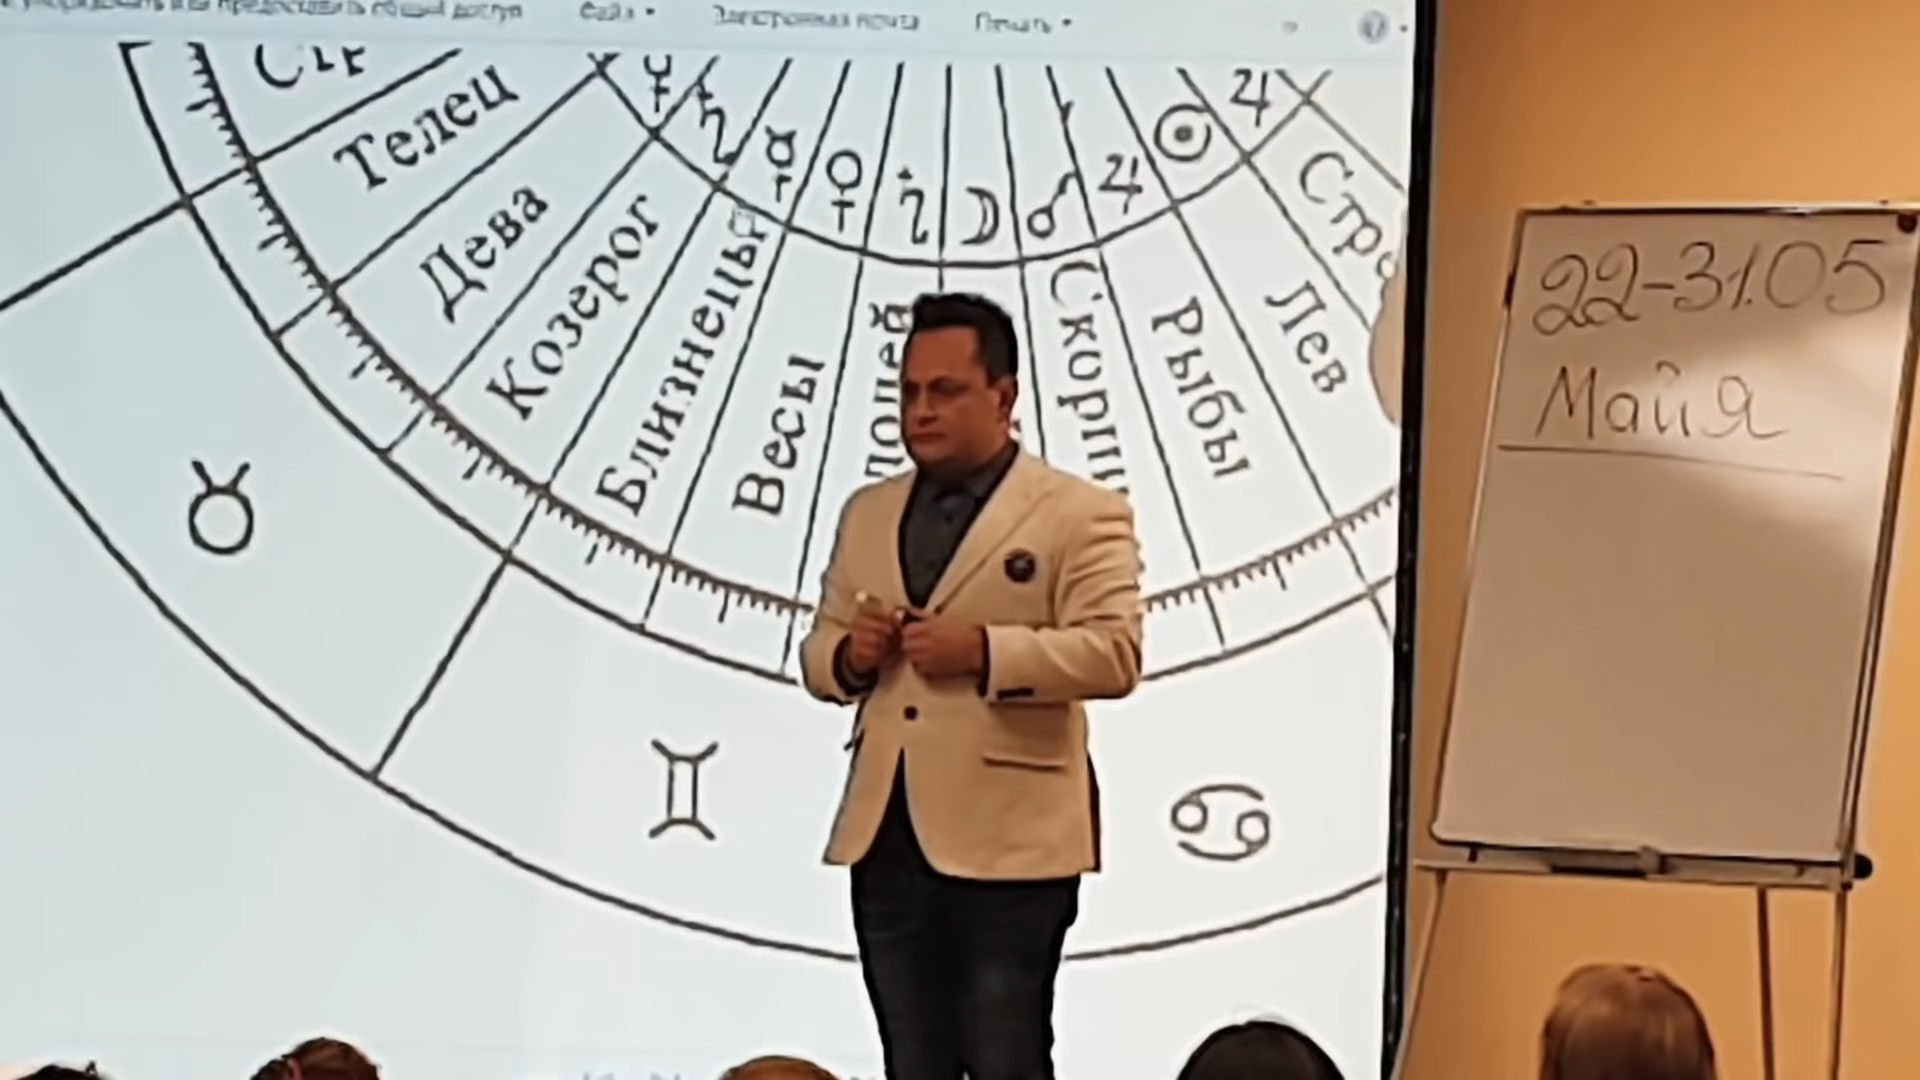 Файл
Электронная почта
Печать
Телец
Дева
Козерог
Близнецы
Весы
Рыбы
Лев
22-31.05
Майя